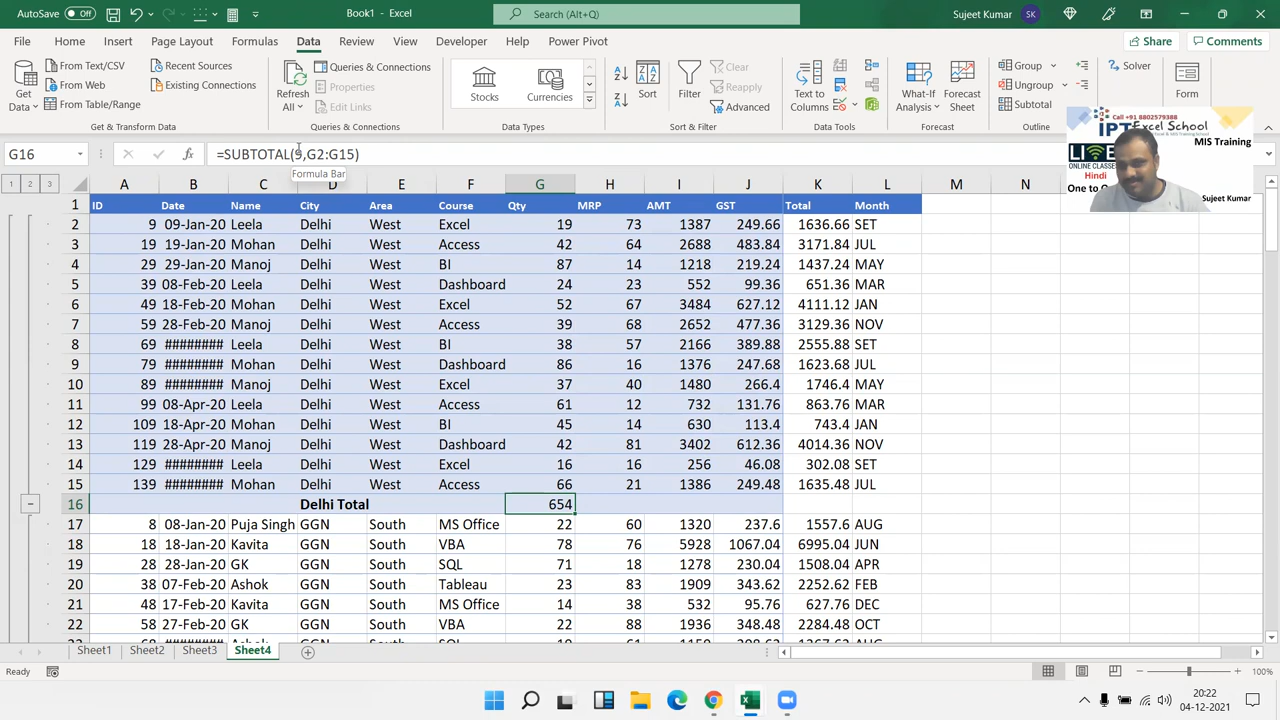 AutoSave Off Book1 - Excel Search (Alt+Q) Sujeet Kumar SK
File Home Insert Page Layout Formulas Data Review View Developer Help Power Pivot Share Comments
Get Data From Text/CSV From Web From Table/Range Recent Sources Existing Connections
Refresh All Queries & Connections Properties Edit Links
Stocks Currencies
Sort Filter Clear Reapply Advanced
Text to Columns What-If Analysis Forecast Sheet Group Ungroup Subtotal Solver Form
Get & Transform Data Queries & Connections Data Types Sort & Filter Data Tools Forecast
Call +91 8802579388
IPT Excel School
MIS Training
LIVE
ONLINE CLASSES
Hindi
One to O
Sujeet Kumar
G16 fx =SUBTOTAL(9,G2:G15)
Formula Bar
1 2 3 A B C D E F G H I J K L M N
1 ID Date Name City Area Course Qty MRP AMT GST Total Month
2 9 09-Jan-20 Leela Delhi West Excel 19 73 1387 249.66 1636.66 SET
3 19 19-Jan-20 Mohan Delhi West Access 42 64 2688 483.84 3171.84 JUL
4 29 29-Jan-20 Manoj Delhi West BI 87 14 1218 219.24 1437.24 MAY
5 39 08-Feb-20 Leela Delhi West Dashboard 24 23 552 99.36 651.36 MAR
6 49 18-Feb-20 Mohan Delhi West Excel 52 67 3484 627.12 4111.12 JAN
7 59 28-Feb-20 Manoj Delhi West Access 39 68 2652 477.36 3129.36 NOV
8 69 ######## Leela Delhi West BI 38 57 2166 389.88 2555.88 SET
9 79 ######## Mohan Delhi West Dashboard 86 16 1376 247.68 1623.68 JUL
10 89 ######## Manoj Delhi West Excel 37 40 1480 266.4 1746.4 MAY
11 99 08-Apr-20 Leela Delhi West Access 61 12 732 131.76 863.76 MAR
12 109 18-Apr-20 Mohan Delhi West BI 45 14 630 113.4 743.4 JAN
13 119 28-Apr-20 Manoj Delhi West Dashboard 42 81 3402 612.36 4014.36 NOV
14 129 ######## Leela Delhi West Excel 16 16 256 46.08 302.08 SET
15 139 ######## Mohan Delhi West Access 66 21 1386 249.48 1635.48 JUL
16 Delhi Total 654
17 8 08-Jan-20 Puja Singh GGN South MS Office 22 60 1320 237.6 1557.6 AUG
18 18 18-Jan-20 Kavita GGN South VBA 78 76 5928 1067.04 6995.04 JUN
19 28 28-Jan-20 GK GGN South SQL 71 18 1278 230.04 1508.04 APR
20 38 07-Feb-20 Ashok GGN South Tableau 23 83 1909 343.62 2252.62 FEB
21 48 17-Feb-20 Kavita GGN South MS Office 14 38 532 95.76 627.76 DEC
22 58 27-Feb-20 GK GGN South VBA 22 88 1936 348.48 2284.48 OCT
Sheet1 Sheet2 Sheet3 Sheet4
Ready 100%
20:22
04-12-2021